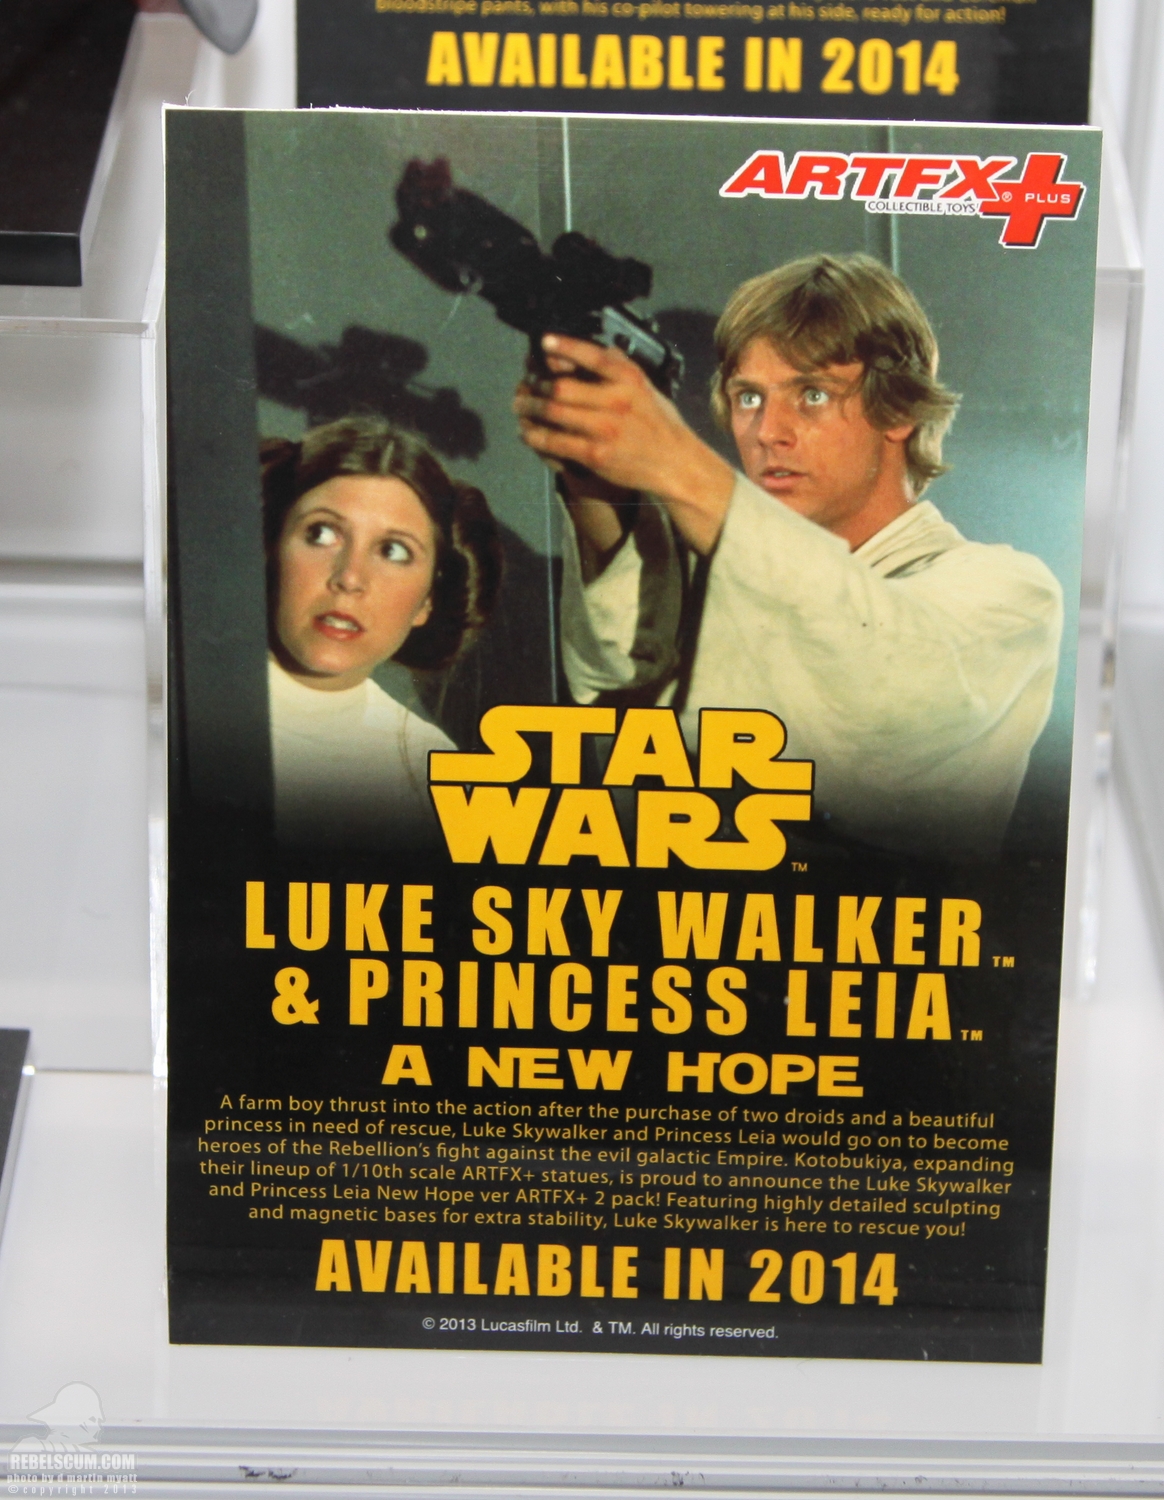 bloodstripe pants, with his co-pilot towering at his side, ready for action!
AVAILABLE IN 2014
ARTFX+ PLUS
COLLECTIBLE TOYS ®
STAR
WARS ™
LUKE SKY WALKER ™
& PRINCESS LEIA ™
A NEW HOPE
A farm boy thrust into the action after the purchase of two droids and a beautiful
princess in need of rescue, Luke Skywalker and Princess Leia would go on to become
heroes of the Rebellion's fight against the evil galactic Empire. Kotobukiya, expanding
their lineup of 1/10th scale ARTFX+ statues, is proud to announce the Luke Skywalker
and Princess Leia New Hope ver ARTFX+ 2 pack! Featuring highly detailed sculpting
and magnetic bases for extra stability, Luke Skywalker is here to rescue you!
AVAILABLE IN 2014
© 2013 Lucasfilm Ltd. & TM. All rights reserved.
REBELSCUM.COM
photo by d martin myatt
© copyright 2013